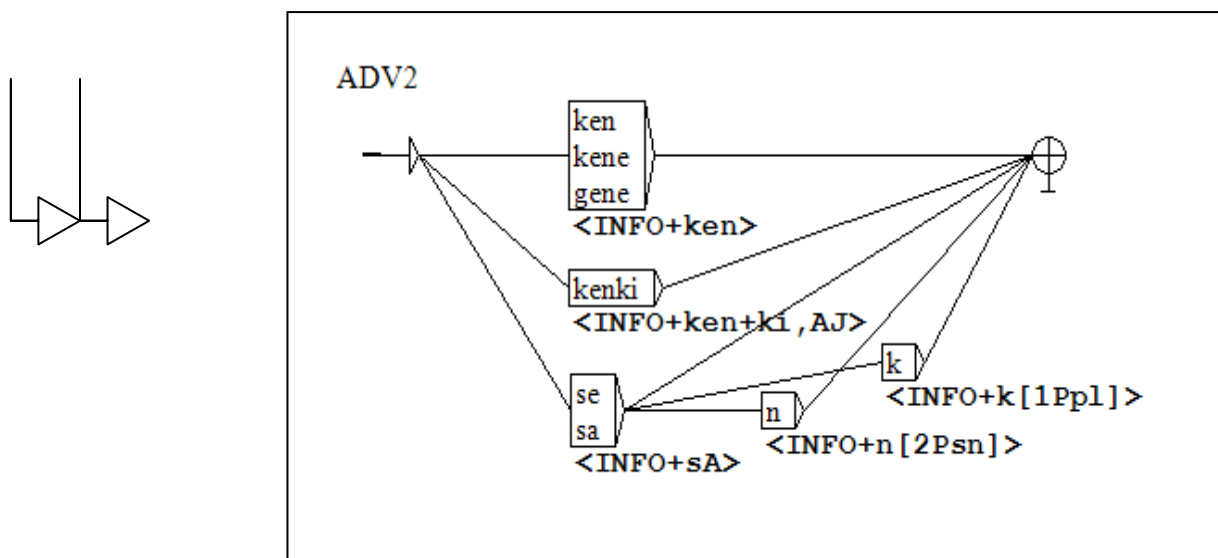 ADV2
ken
kene
gene
<INFO+ken>
kenki
<INFO+ken+ki,AJ>
se
sa
<INFO+sA>
n
<INFO+n[2Psn]>
k
<INFO+k[1Ppl]>